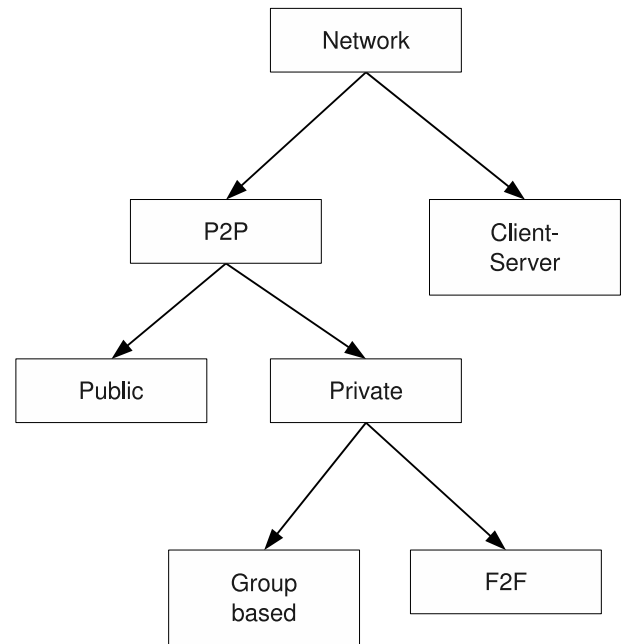 Network
P2P
Client-
Server
Public
Private
Group
based
F2F